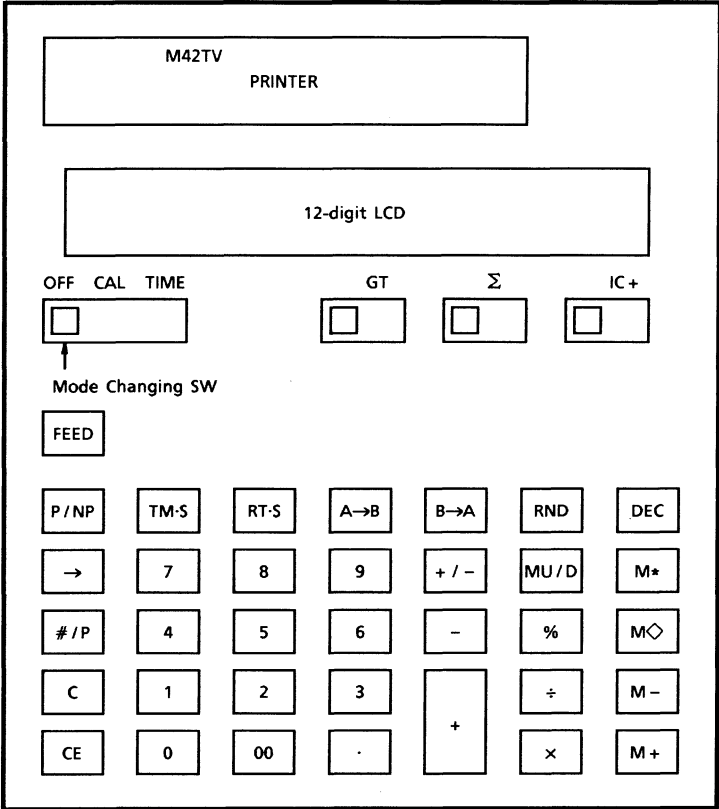 M42TV
PRINTER
12-digit LCD
OFF CAL TIME GT Σ IC+
Mode Changing SW
FEED
P/NP TM·S RT·S A→B B→A RND DEC
→ 7 8 9 +/− MU/D M*
#/P 4 5 6 − % M◇
C 1 2 3 + ÷ M−
CE 0 00 · × M+